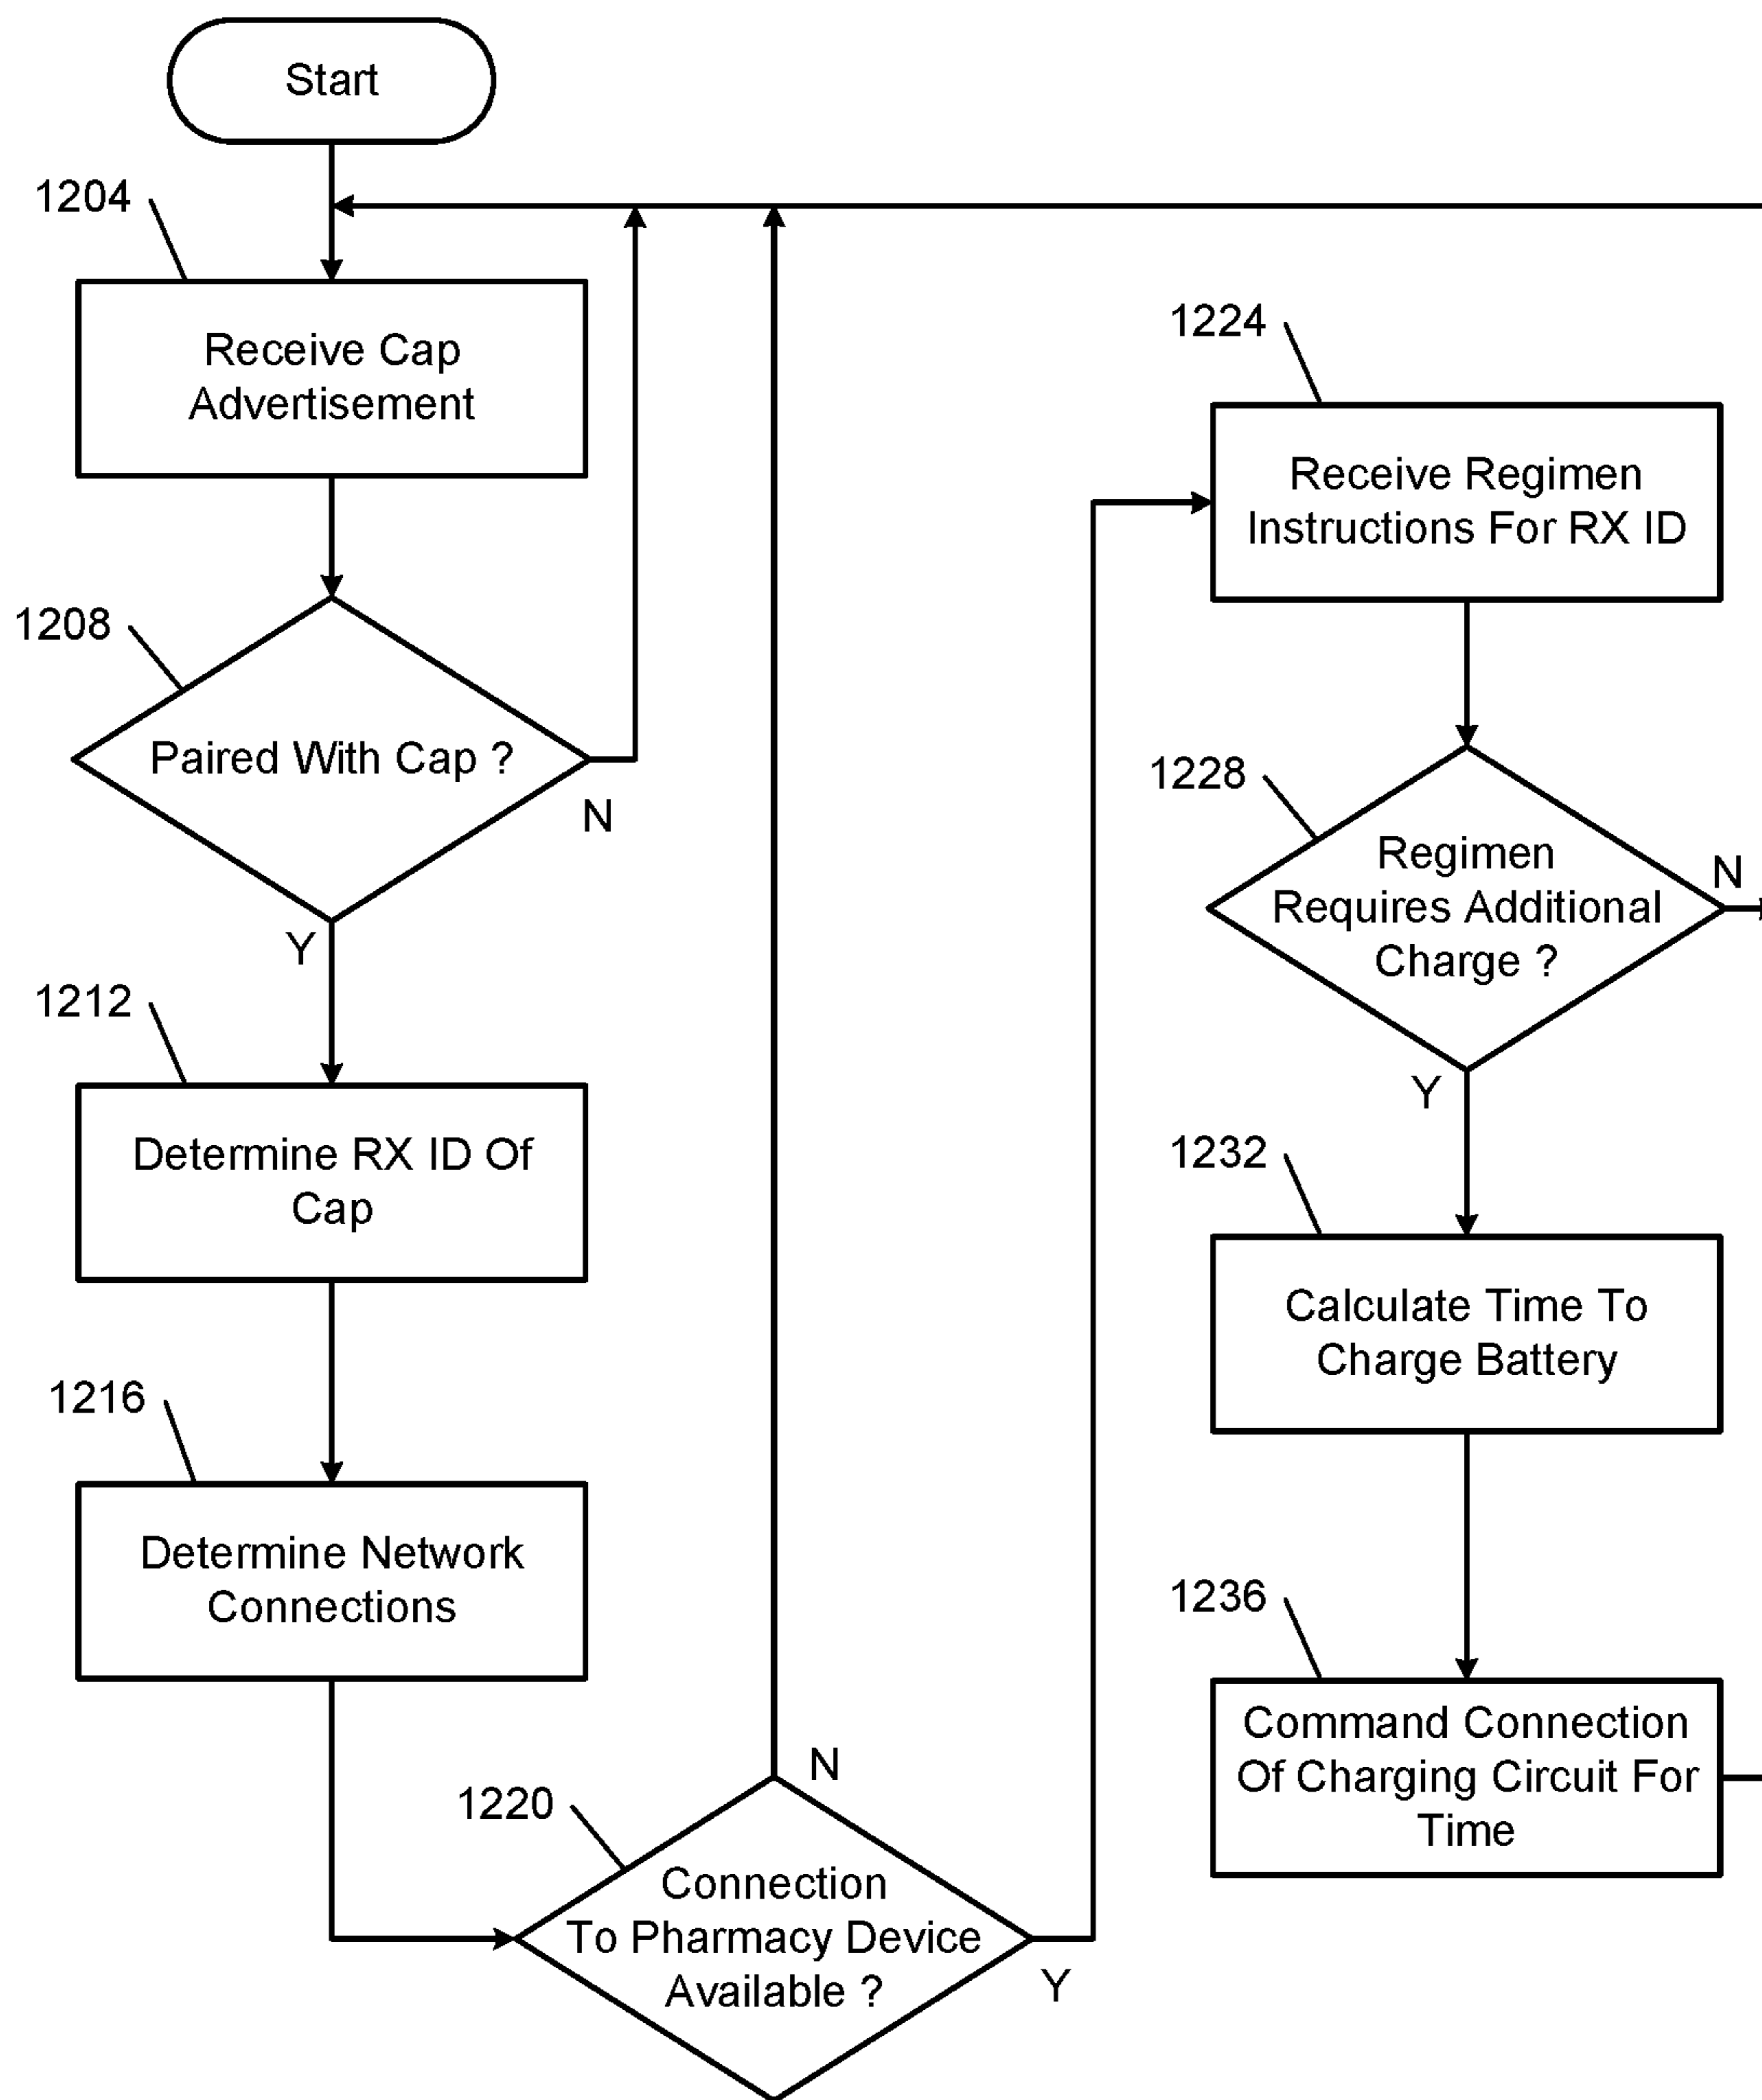 Start
1204
Receive Cap
Advertisement
1208
Paired With Cap ?
N
Y
1212
Determine RX ID Of
Cap
1216
Determine Network
Connections
1220
N
Connection
To Pharmacy Device
Available ?
Y
1224
Receive Regimen
Instructions For RX ID
1228
Regimen
Requires Additional
Charge ?
N
Y
1232
Calculate Time To
Charge Battery
1236
Command Connection
Of Charging Circuit For
Time